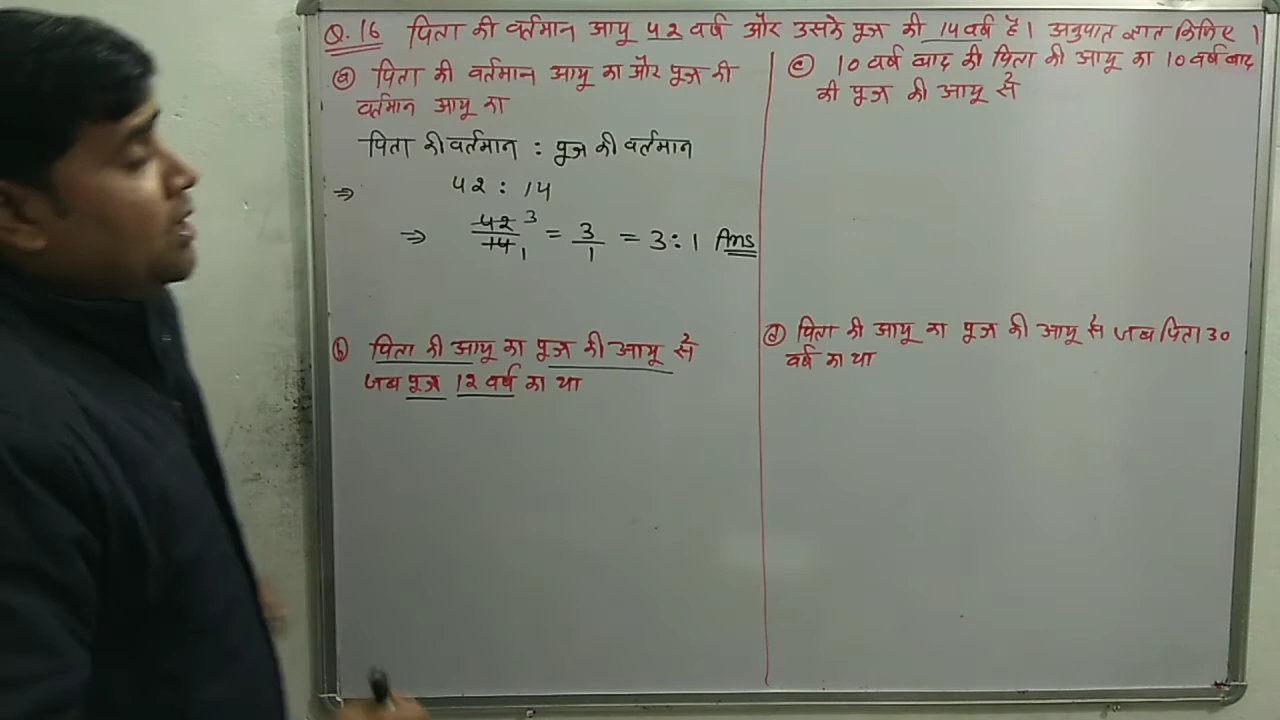 Q. 16 पिता की वर्तमान आयू 42 वर्ष और उसके पूत्र की 14 वर्ष है। अनुपात ज्ञात किजिए ।
ⓐ पिता की वर्तमान आयू का और पूत्र की
वर्तमान आयू का
पिता की वर्तमान : पूत्र की वर्तमान
⇒ 42 : 14
⇒ 42/14 3/1 = 3/1 = 3:1 Ans
ⓑ पिता की आयू का पूत्र की आयू से
जब पूत्र 12 वर्ष का था
ⓒ 10 वर्ष बाद की पिता की आयू का 10 वर्ष बाद
की पूत्र की आयू से
ⓓ पिता की आयू का पूत्र की आयू से जब पिता 30
वर्ष का था